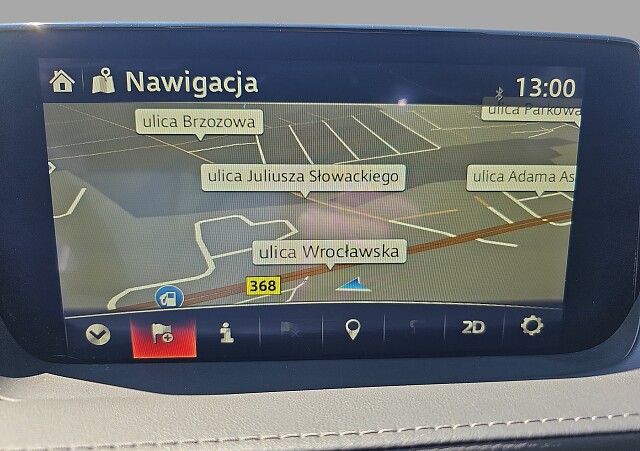 Nawigacja
13:00
ulica Brzozowa
ulica Parkowa
ulica Juliusza Słowackiego
ulica Adama As
ulica Wrocławska
368
2D